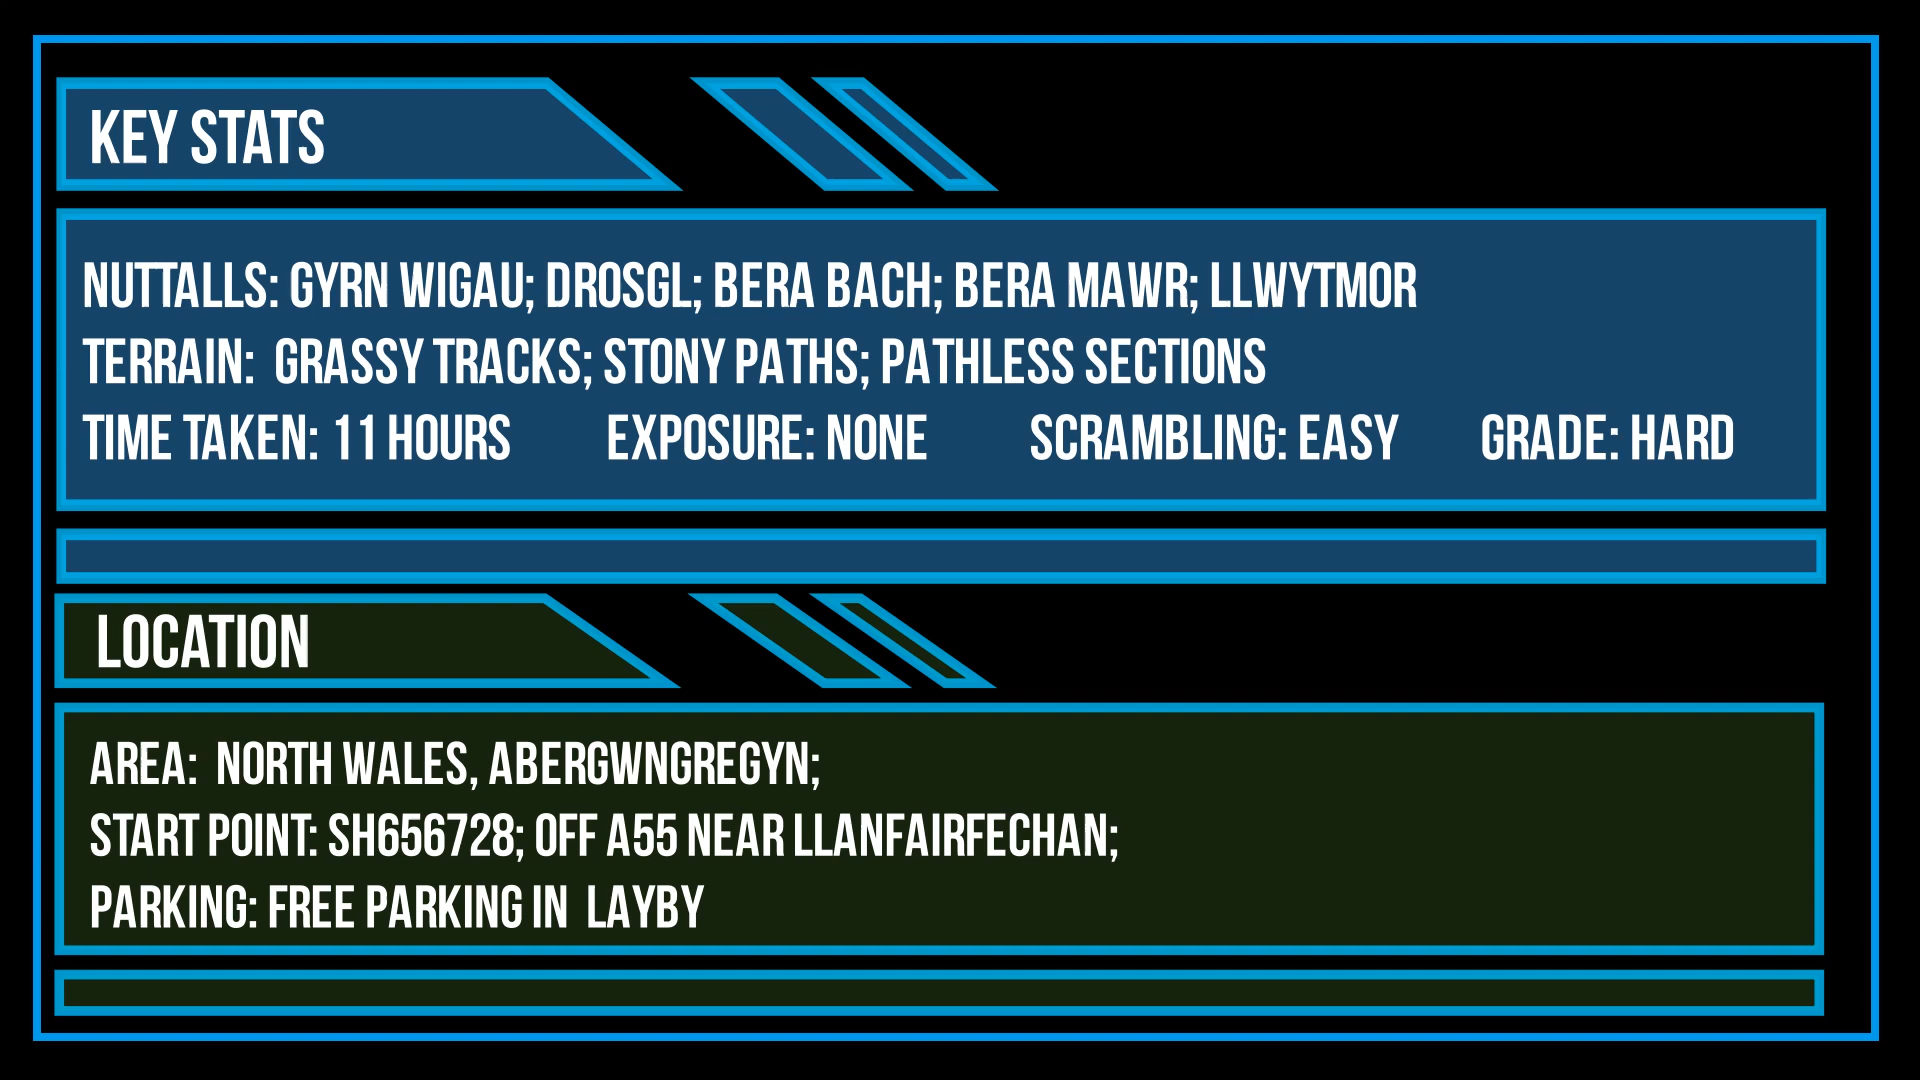 KEY STATS
NUTTALLS: GYRN WIGAU; DROSGL; BERA BACH; BERA MAWR; LLWYTMOR
TERRAIN: GRASSY TRACKS; STONY PATHS; PATHLESS SECTIONS
TIME TAKEN: 11 HOURS EXPOSURE: NONE SCRAMBLING: EASY GRADE: HARD
LOCATION
AREA: NORTH WALES, ABERGWNGREGYN;
START POINT: SH656728; OFF A55 NEAR LLANFAIRFECHAN;
PARKING: FREE PARKING IN LAYBY